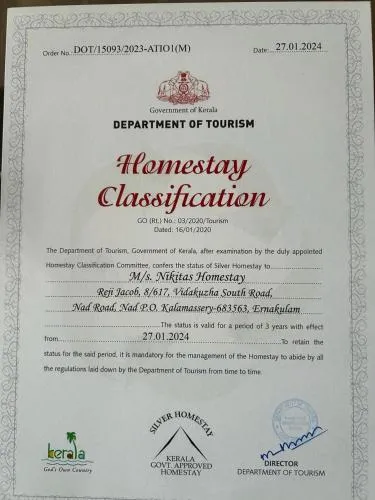 Order No. DOT/15093/2023-ATIO1(M) Date: 27.01.2024
Government of Kerala
DEPARTMENT OF TOURISM
Homestay
Classification
GO (Rt.) No.: 03/2020/Tourism
Dated: 16/01/2020
The Department of Tourism, Government of Kerala, after examination by the duly appointed
Homestay Classification Committee, confers the status of Silver Homestay to
M/s. Nikitas Homestay
Reji Jacob, 8/617, Vidakuzha South Road,
Nad Road, Nad P.O. Kalamassery-683563, Ernakulam
The status is valid for a period of 3 years with effect
from 27.01.2024 To retain the
status for the said period, it is mandatory for the management of the Homestay to abide by all
the regulations laid down by the Department of Tourism from time to time.
kerala
God's Own Country
SILVER HOMESTAY
KERALA
GOVT. APPROVED
HOMESTAY
DIRECTOR
DEPARTMENT OF TOURISM